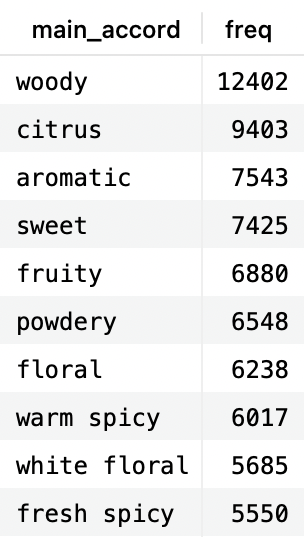 main_accord freq
woody 12402
citrus 9403
aromatic 7543
sweet 7425
fruity 6880
powdery 6548
floral 6238
warm spicy 6017
white floral 5685
fresh spicy 5550